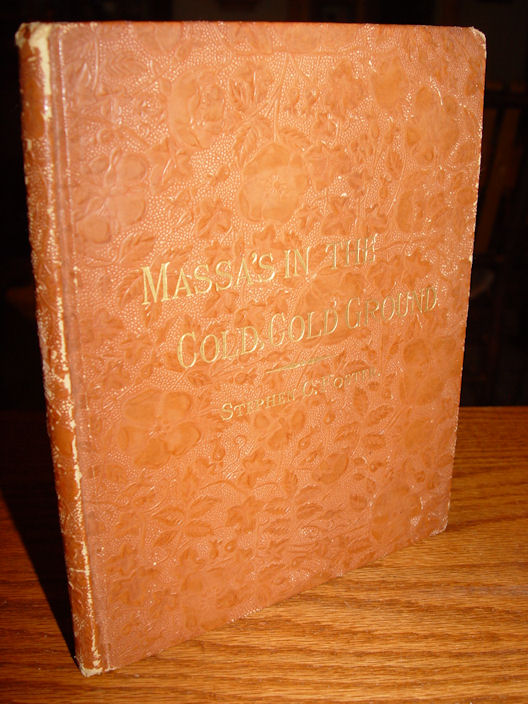 MASSA'S IN THE
COLD, COLD GROUND.
STEPHEN C. FOSTER.